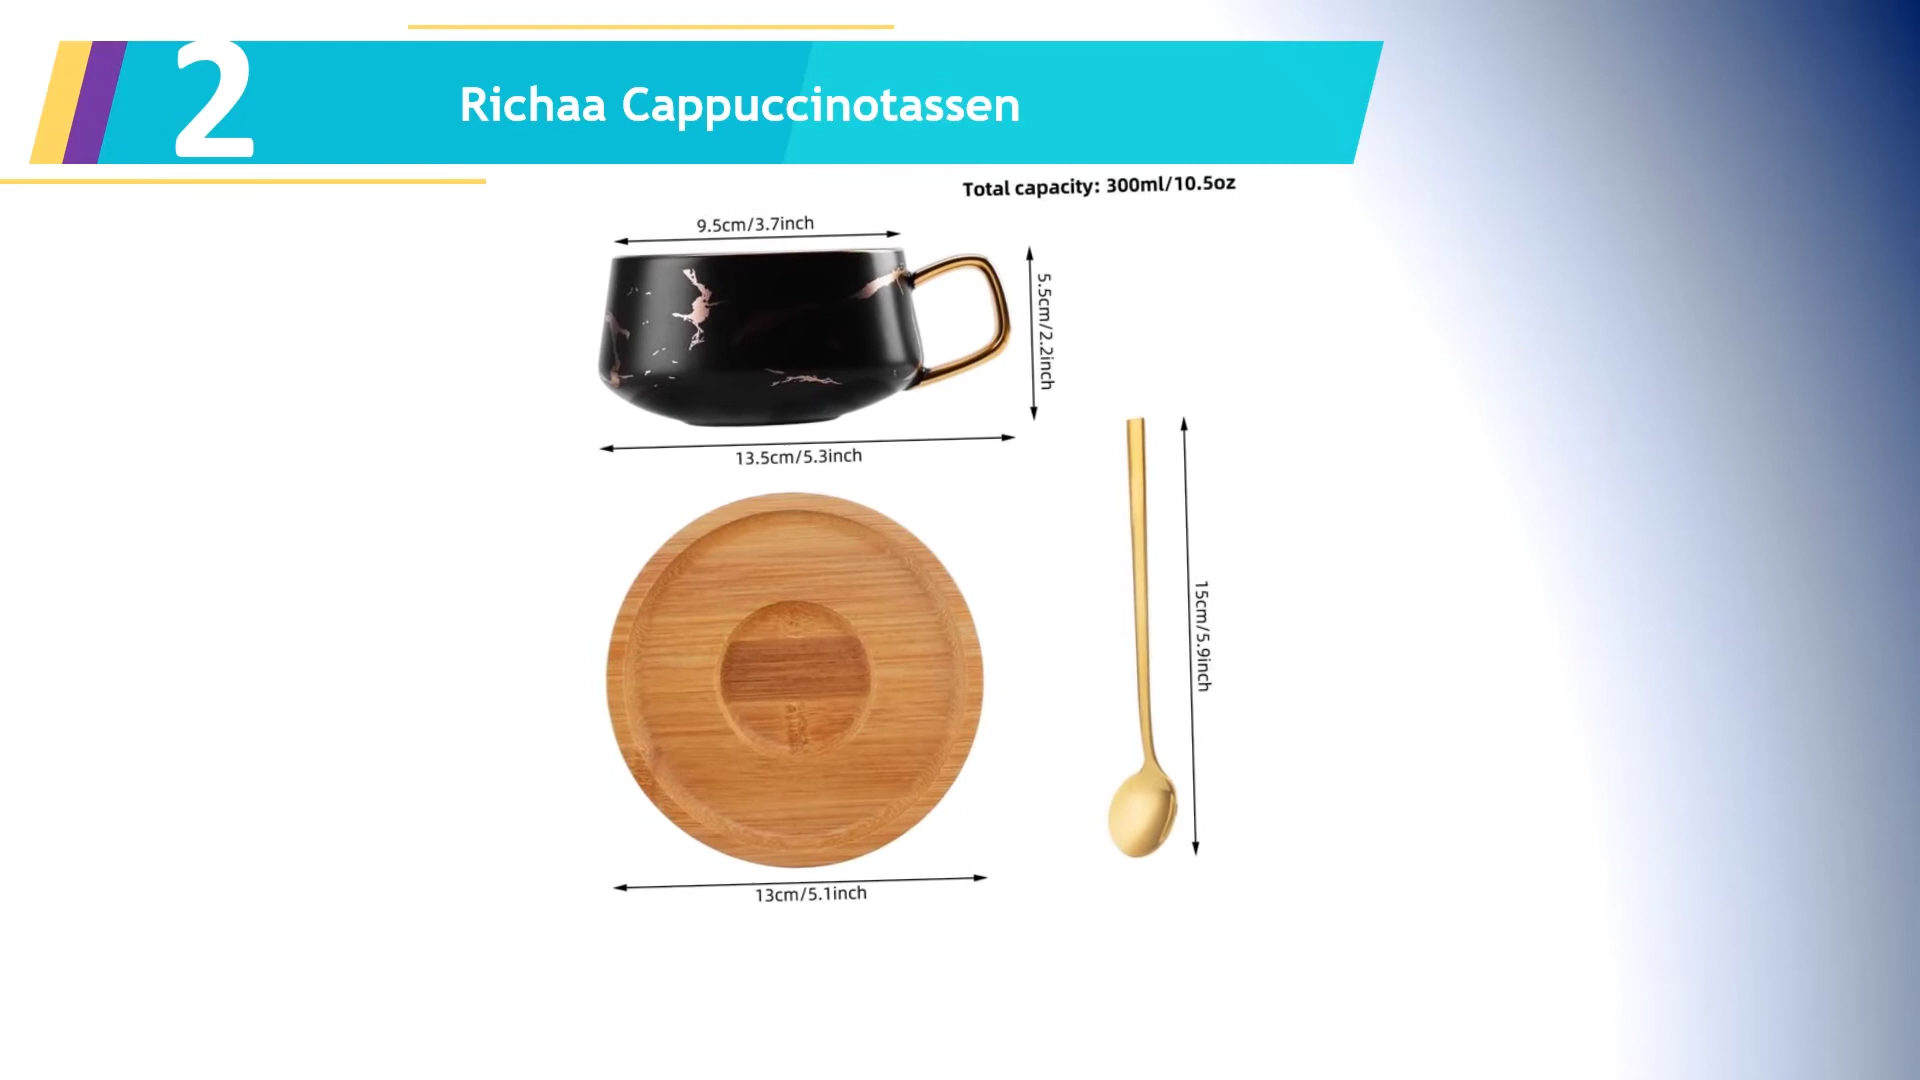 2
Richaa Cappuccinotassen
Total capacity: 300ml/10.5oz
9.5cm/3.7inch
5.5cm/2.2inch
13.5cm/5.3inch
15cm/5.9inch
13cm/5.1inch